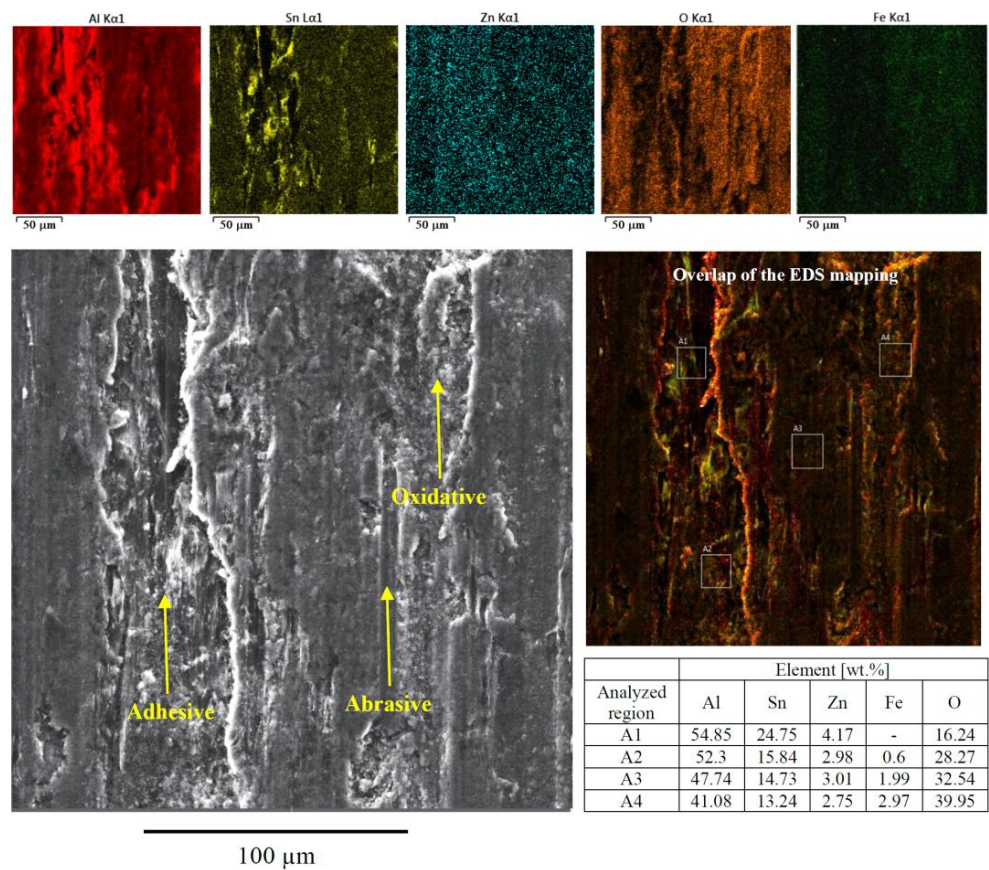 Al Kα1
Sn Lα1
Zn Kα1
O Kα1
Fe Kα1
50 µm
50 µm
50 µm
50 µm
50 µm
Oxidative
Adhesive
Abrasive
100 µm
Overlap of the EDS mapping
A1
A4
A3
A2
Element [wt.%]
Analyzed region Al Sn Zn Fe O
A1 54.85 24.75 4.17 - 16.24
A2 52.3 15.84 2.98 0.6 28.27
A3 47.74 14.73 3.01 1.99 32.54
A4 41.08 13.24 2.75 2.97 39.95